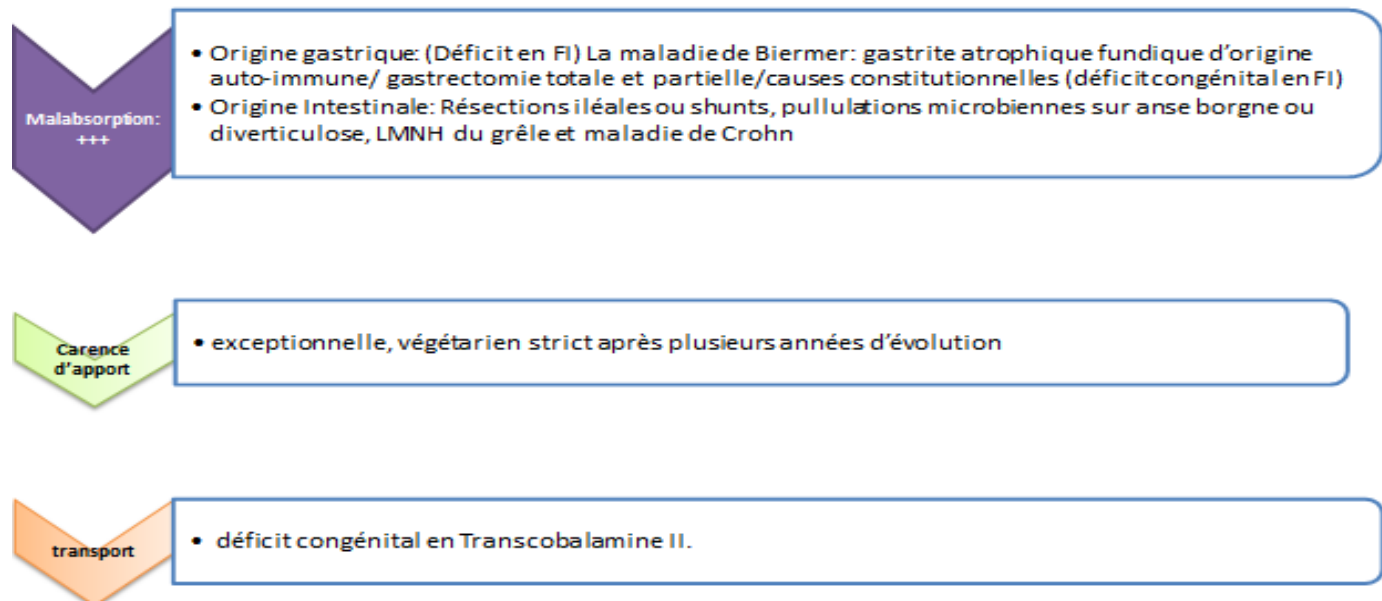 Malabsorption:
+++
• Origine gastrique: (Déficit en FI) La maladie de Biermer: gastrite atrophique fundique d'origine
auto-immune/ gastrectomie totale et partielle/causes constitutionnelles (déficit congénital en FI)
• Origine Intestinale: Résections iléales ou shunts, pullulations microbiennes sur anse borgne ou
diverticulose, LMNH du grêle et maladie de Crohn
Carence
d'apport
• exceptionnelle, végétarien strict après plusieurs années d'évolution
transport
• déficit congénital en Transcobalamine II.